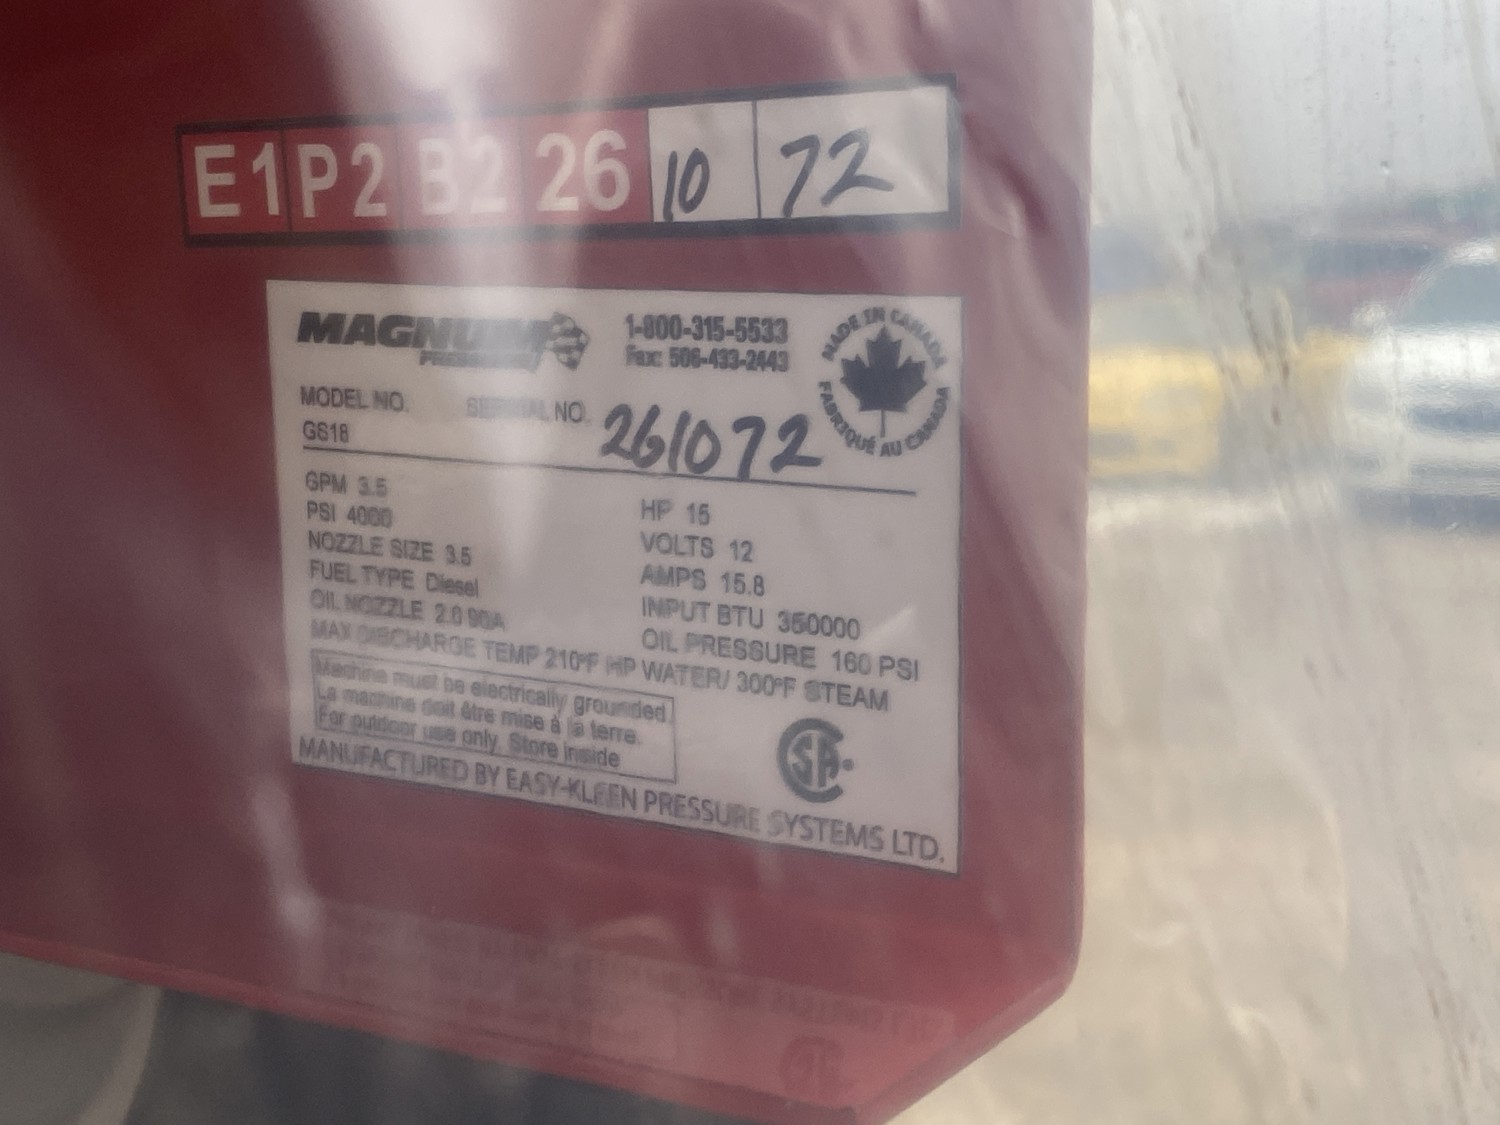 E1 P2 B2 26 10 72
MAGNUM
1-800-315-5533
Fax: 506-433-2443
MADE IN CANADA
FABRIQUÉ AU CANADA
MODEL NO. SERIAL NO. 261072
GS18
GPM 3.5
PSI 4000
NOZZLE SIZE 3.5
FUEL TYPE Diesel
OIL NOZZLE 2.0 90A
HP 15
VOLTS 12
AMPS 15.8
INPUT BTU 350000
OIL PRESSURE 160 PSI
MAX DISCHARGE TEMP 210°F HP WATER/ 300°F STEAM
Machine must be electrically grounded.
La machine doit être mise à la terre.
For outdoor use only. Store inside
SA
MANUFACTURED BY EASY-KLEEN PRESSURE SYSTEMS LTD.